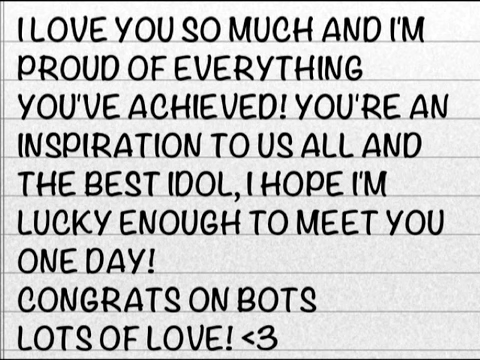 I LOVE YOU SO MUCH AND I'M
PROUD OF EVERYTHING
YOU'VE ACHIEVED! YOU'RE AN
INSPIRATION TO US ALL AND
THE BEST IDOL, I HOPE I'M
LUCKY ENOUGH TO MEET YOU
ONE DAY!
CONGRATS ON BOTS
LOTS OF LOVE! <3